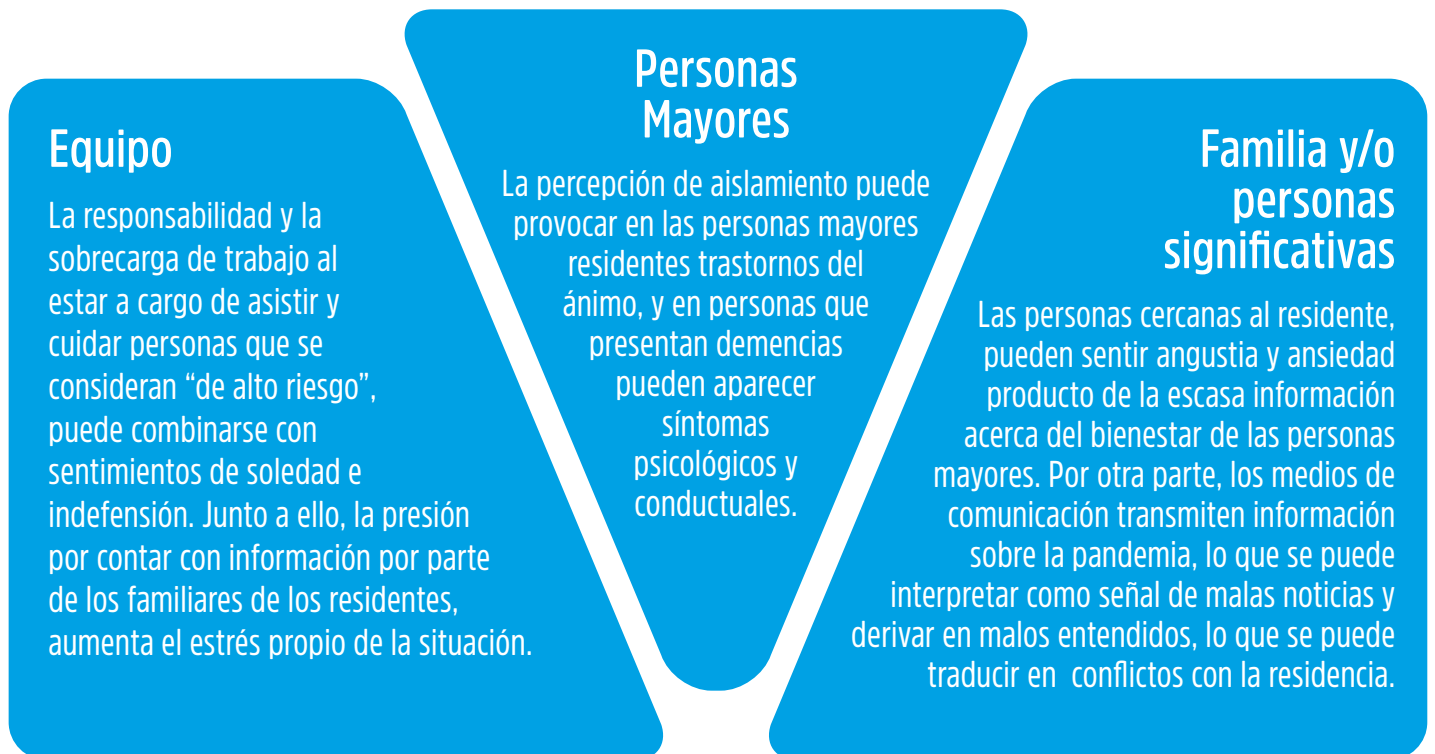 Equipo
La responsabilidad y la
sobrecarga de trabajo al
estar a cargo de asistir y
cuidar personas que se
consideran “de alto riesgo”,
puede combinarse con
sentimientos de soledad e
indefensión. Junto a ello, la presión
por contar con información por parte
de los familiares de los residentes,
aumenta el estrés propio de la situación.
Personas
Mayores
La percepción de aislamiento puede
provocar en las personas mayores
residentes trastornos del
ánimo, y en personas que
presentan demencias
pueden aparecer
síntomas
psicológicos y
conductuales.
Familia y/o
personas
significativas
Las personas cercanas al residente,
pueden sentir angustia y ansiedad
producto de la escasa información
acerca del bienestar de las personas
mayores. Por otra parte, los medios de
comunicación transmiten información
sobre la pandemia, lo que se puede
interpretar como señal de malas noticias y
derivar en malos entendidos, lo que se puede
traducir en conflictos con la residencia.